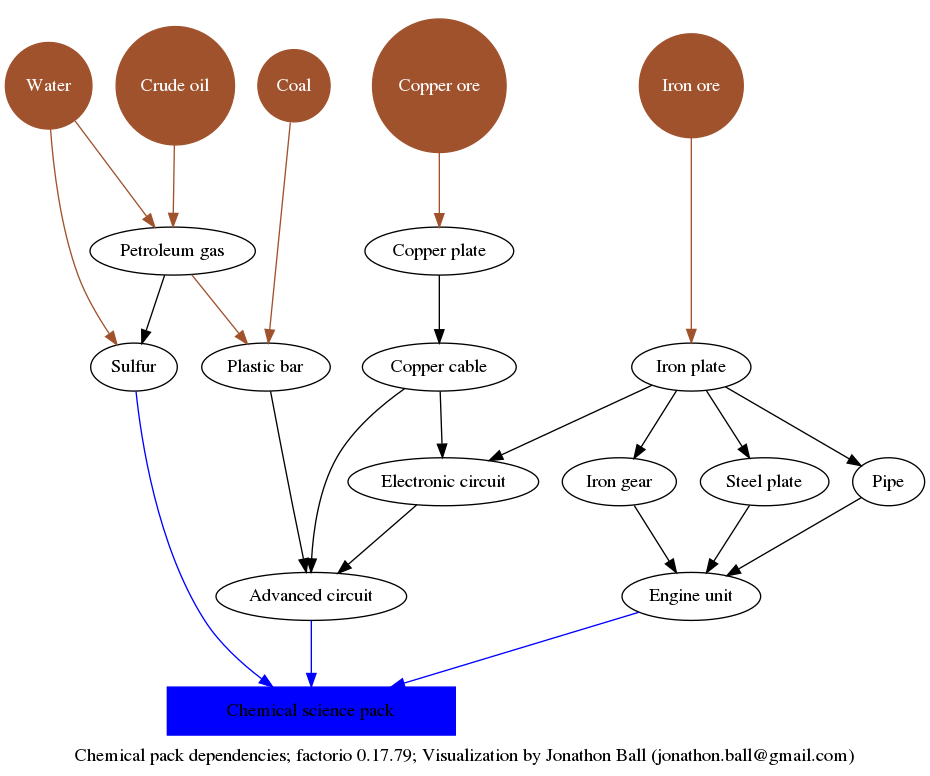 Water
Crude oil
Coal
Copper ore
Iron ore
Petroleum gas
Copper plate
Sulfur
Plastic bar
Copper cable
Iron plate
Electronic circuit
Iron gear
Steel plate
Pipe
Advanced circuit
Engine unit
Chemical science pack
Chemical pack dependencies; factorio 0.17.79; Visualization by Jonathon Ball (jonathon.ball@gmail.com)